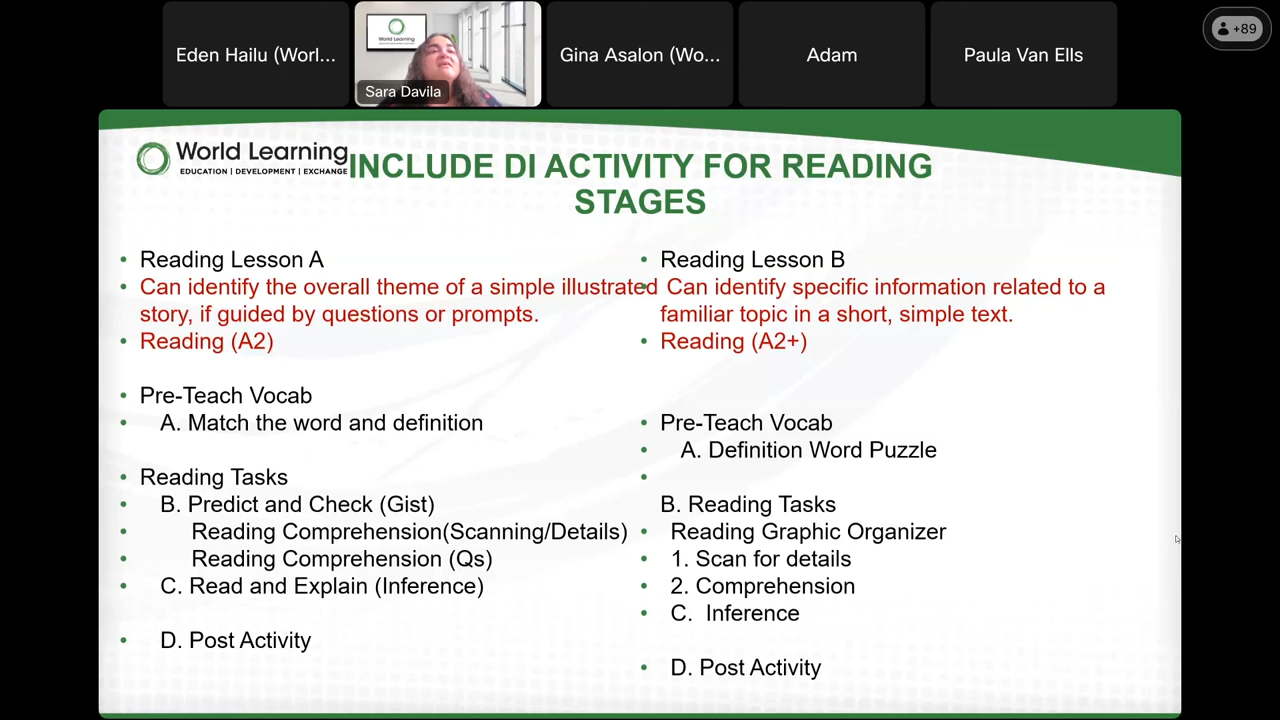 Eden Hailu (Worl...
World Learning
Sara Davila
Gina Asalon (Wo...
Adam
Paula Van Ells
+89
World Learning
EDUCATION | DEVELOPMENT | EXCHANGE
INCLUDE DI ACTIVITY FOR READING
STAGES
• Reading Lesson A
• Can identify the overall theme of a simple illustrated
story, if guided by questions or prompts.
• Reading (A2)
• Pre-Teach Vocab
• A. Match the word and definition
• Reading Tasks
• B. Predict and Check (Gist)
• Reading Comprehension(Scanning/Details)
• Reading Comprehension (Qs)
• C. Read and Explain (Inference)
• D. Post Activity
• Reading Lesson B
• Can identify specific information related to a
familiar topic in a short, simple text.
• Reading (A2+)
• Pre-Teach Vocab
• A. Definition Word Puzzle
•
B. Reading Tasks
• Reading Graphic Organizer
• 1. Scan for details
• 2. Comprehension
• C. Inference
• D. Post Activity